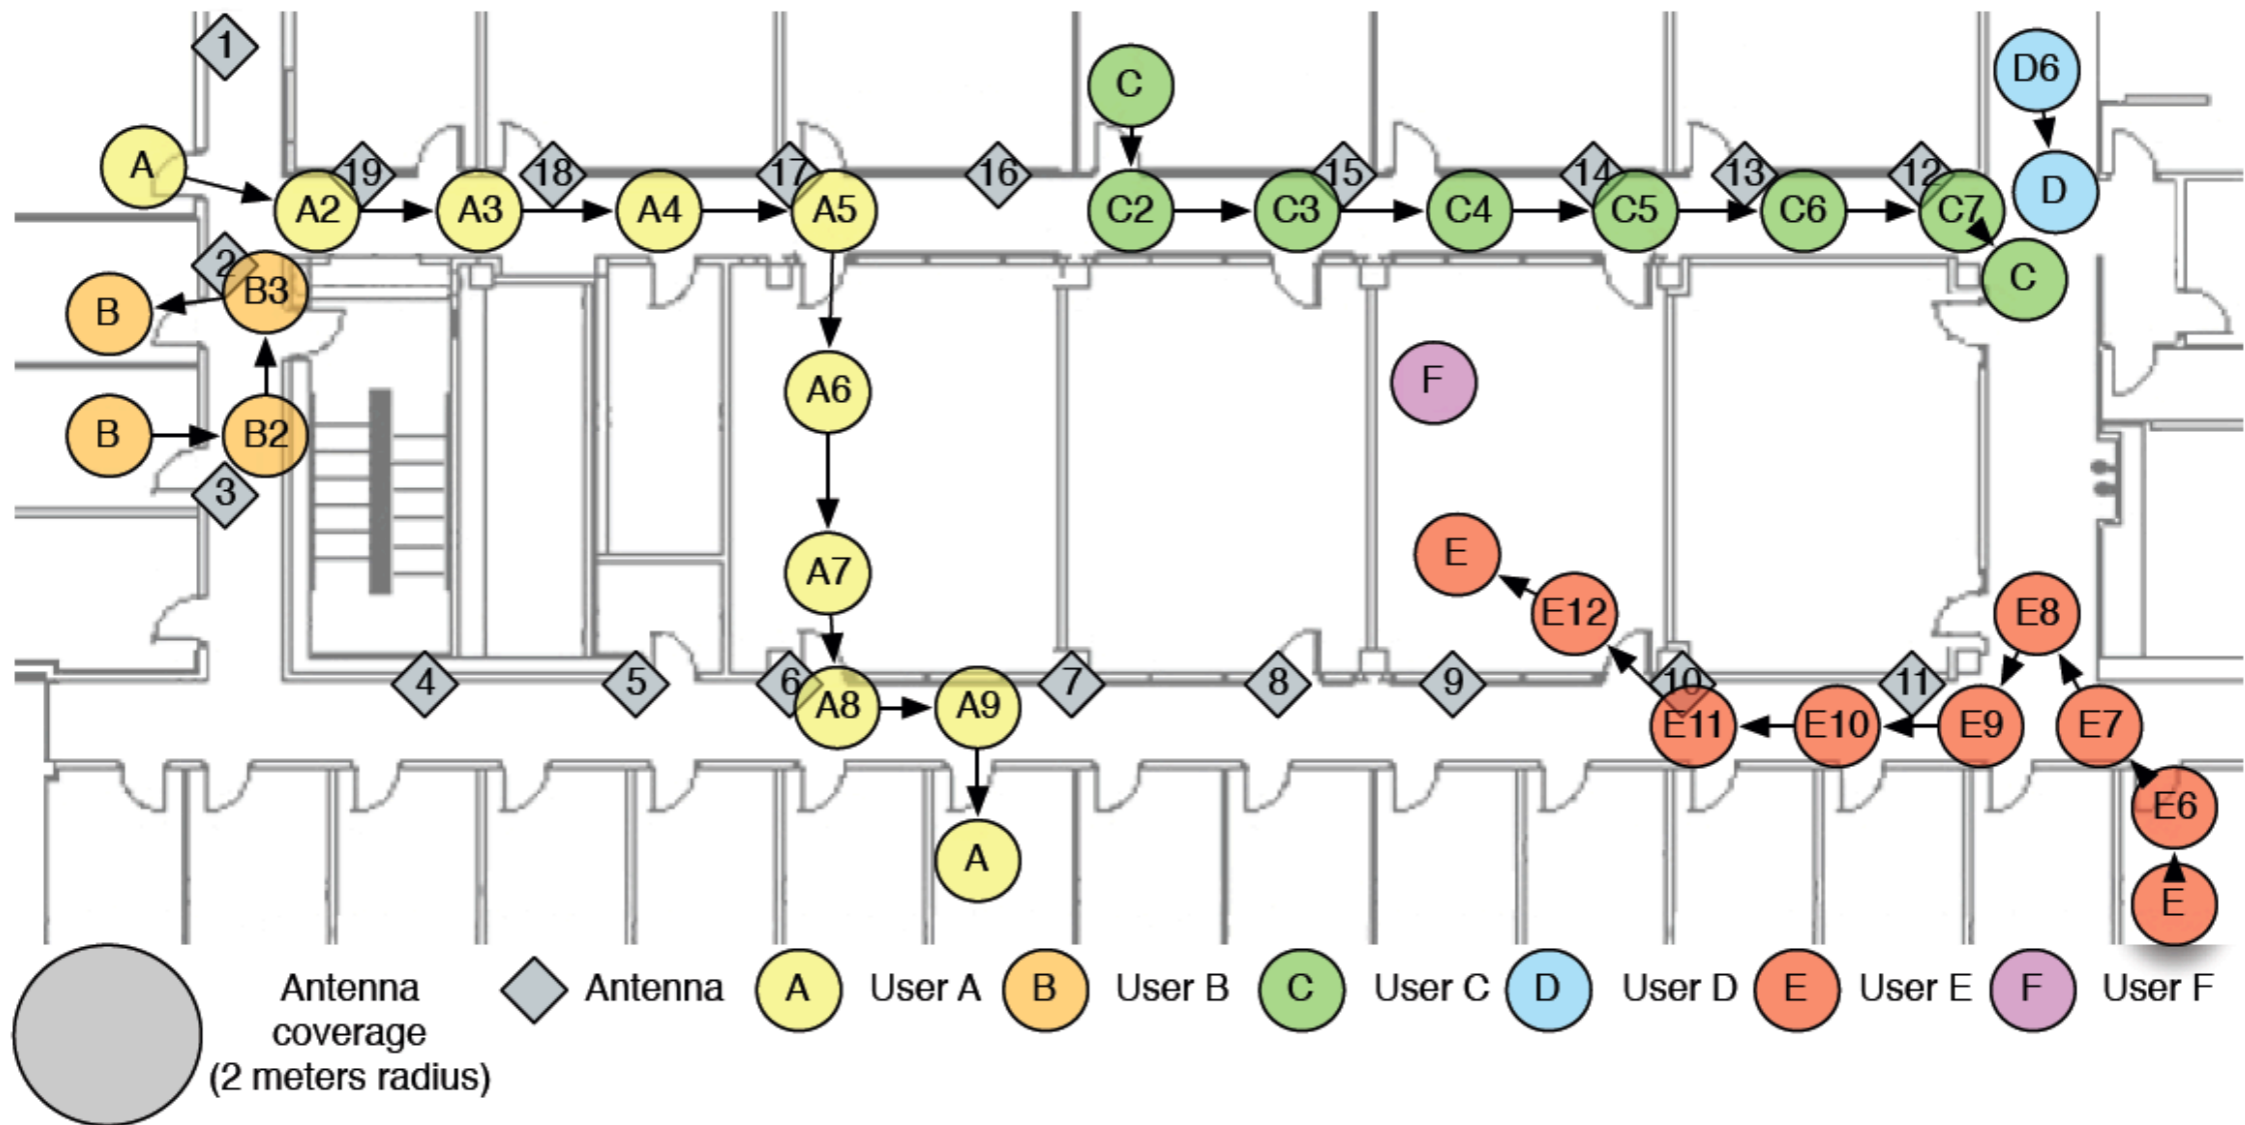 1
C
D6
A
19
18
17
16
15
14
13
12
D
A2
A3
A4
A5
C2
C3
C4
C5
C6
C7
2
B3
C
B
F
A6
B
B2
3
E
A7
E12
E8
4
5
6
7
8
9
10
11
A8
A9
E11
E10
E9
E7
E6
A
E
Antenna
coverage
(2 meters radius)
Antenna
A
User A
B
User B
C
User C
D
User D
E
User E
F
User F